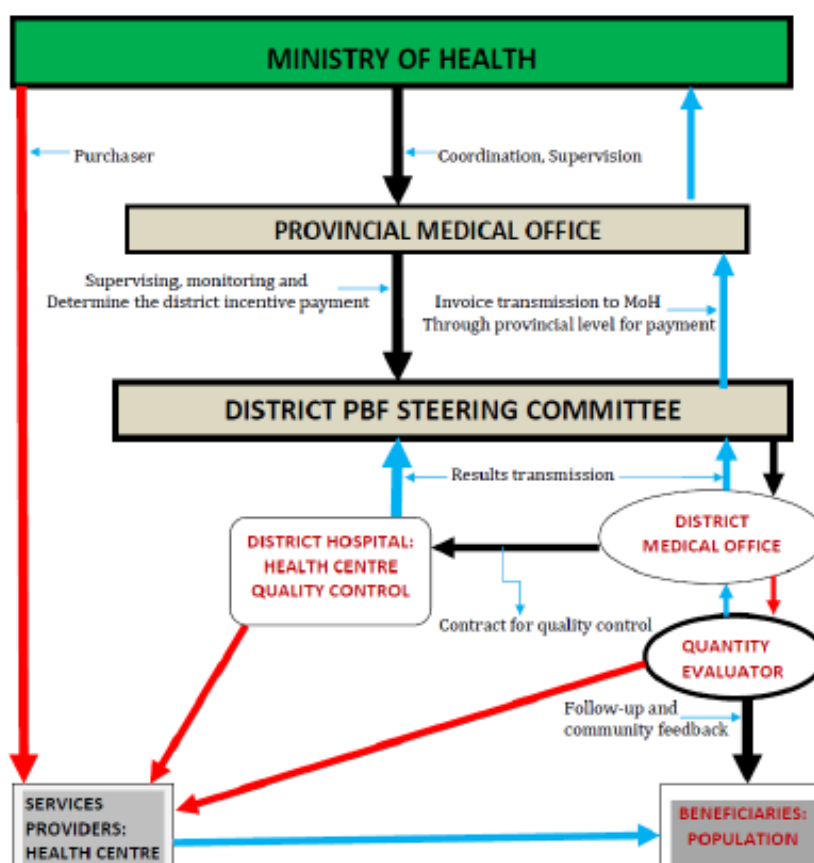 MINISTRY OF HEALTH
Purchaser
Coordination, Supervision
PROVINCIAL MEDICAL OFFICE
Supervising, monitoring and
Determine the district incentive payment
Invoice transmission to MoH
Through provincial level for payment
DISTRICT PBF STEERING COMMITTEE
Results transmission
DISTRICT HOSPITAL:
HEALTH CENTRE
QUALITY CONTROL
DISTRICT
MEDICAL OFFICE
Contract for quality control
QUANTITY
EVALUATOR
Follow-up and
community feedback
SERVICES
PROVIDERS:
HEALTH CENTRE
BENEFICIARIES:
POPULATION